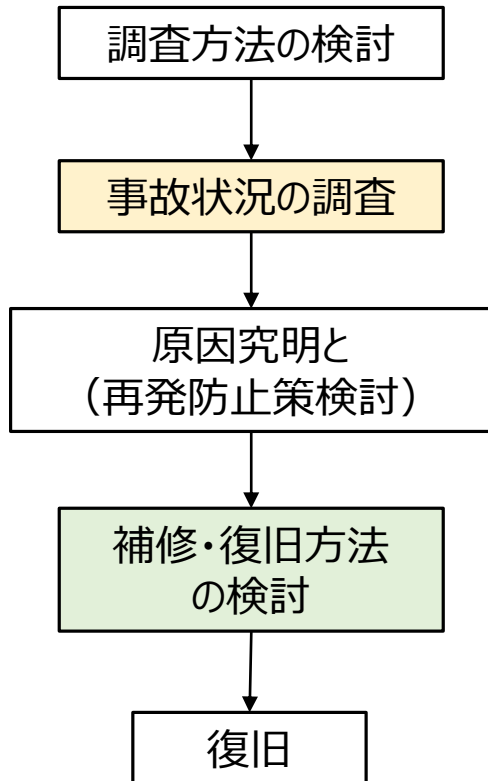 調査方法の検討
事故状況の調査
原因究明と
（再発防止策検討）
補修・復旧方法
の検討
復旧